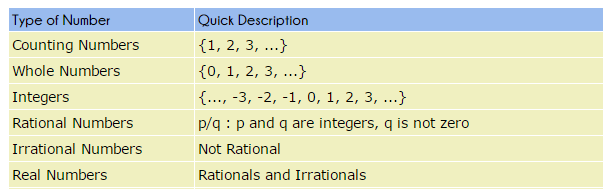 Type of Number Quick Description
Counting Numbers {1, 2, 3, ...}
Whole Numbers {0, 1, 2, 3, ...}
Integers {..., -3, -2, -1, 0, 1, 2, 3, ...}
Rational Numbers p/q : p and q are integers, q is not zero
Irrational Numbers Not Rational
Real Numbers Rationals and Irrationals